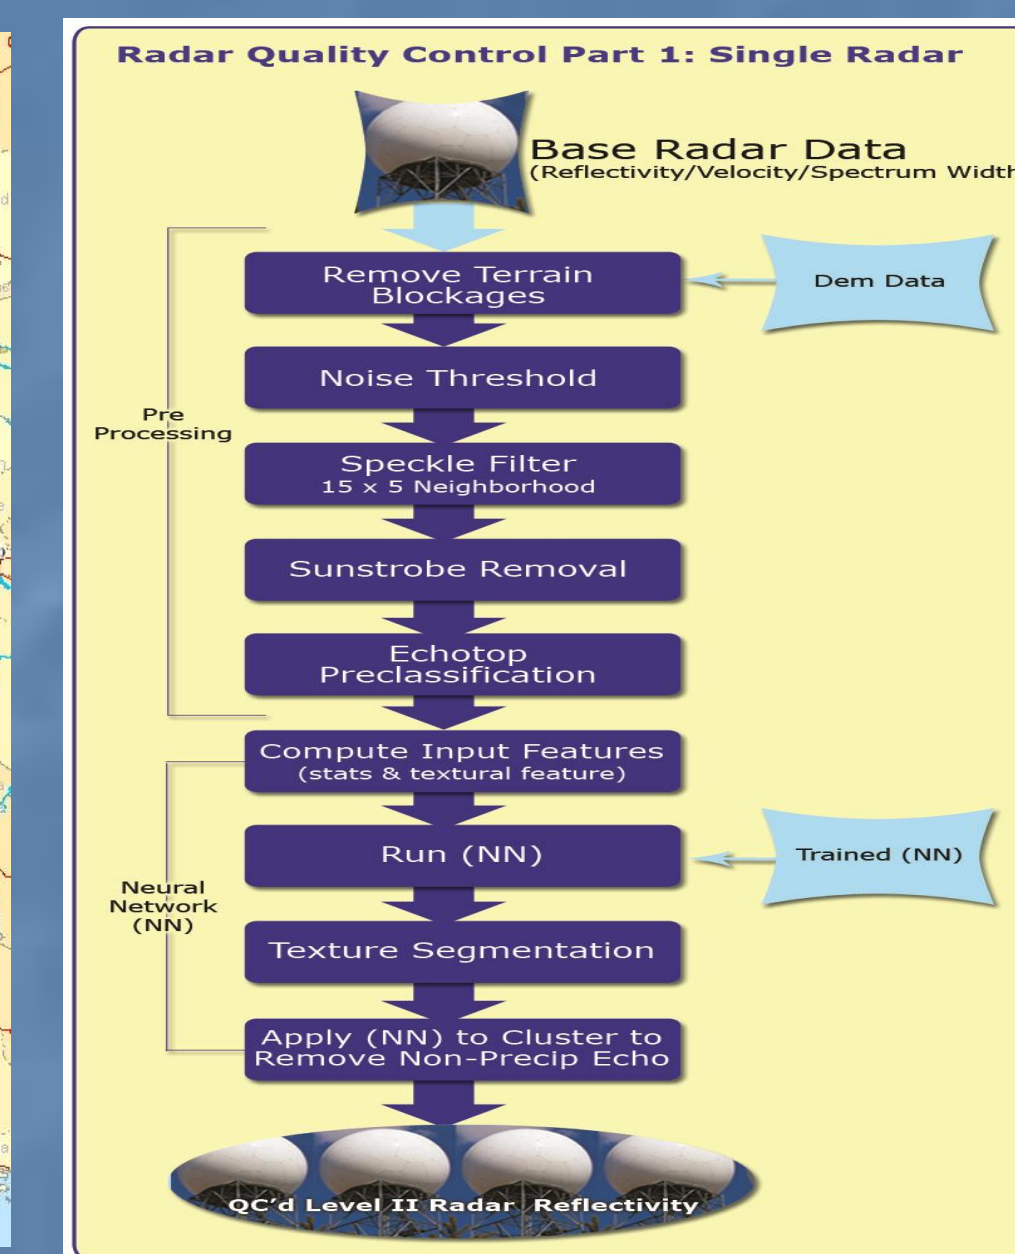 Radar Quality Control Part 1: Single Radar
Base Radar Data
(Reflectivity/Velocity/Spectrum Width
Remove Terrain
Blockages
Dem Data
Noise Threshold
Pre
Processing
Speckle Filter
15 x 5 Neighborhood
Sunstrobe Removal
Echotop
Preclassification
Compute Input Features
(stats & textural feature)
Run (NN)
Trained (NN)
Neural
Network
(NN)
Texture Segmentation
Apply (NN) to Cluster to
Remove Non-Precip Echo
QC'd Level II Radar Reflectivity